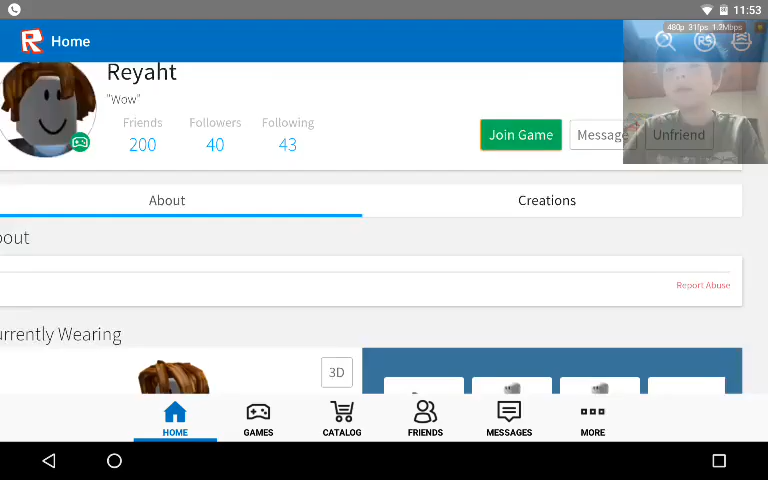 11:53
Home
480p 31fps 1.2Mbps
R$
Reyaht
"Wow"
Friends Followers Following
200 40 43
Join Game Message Unfriend
About Creations
bout
Report Abuse
urrently Wearing
3D
HOME GAMES CATALOG FRIENDS MESSAGES MORE